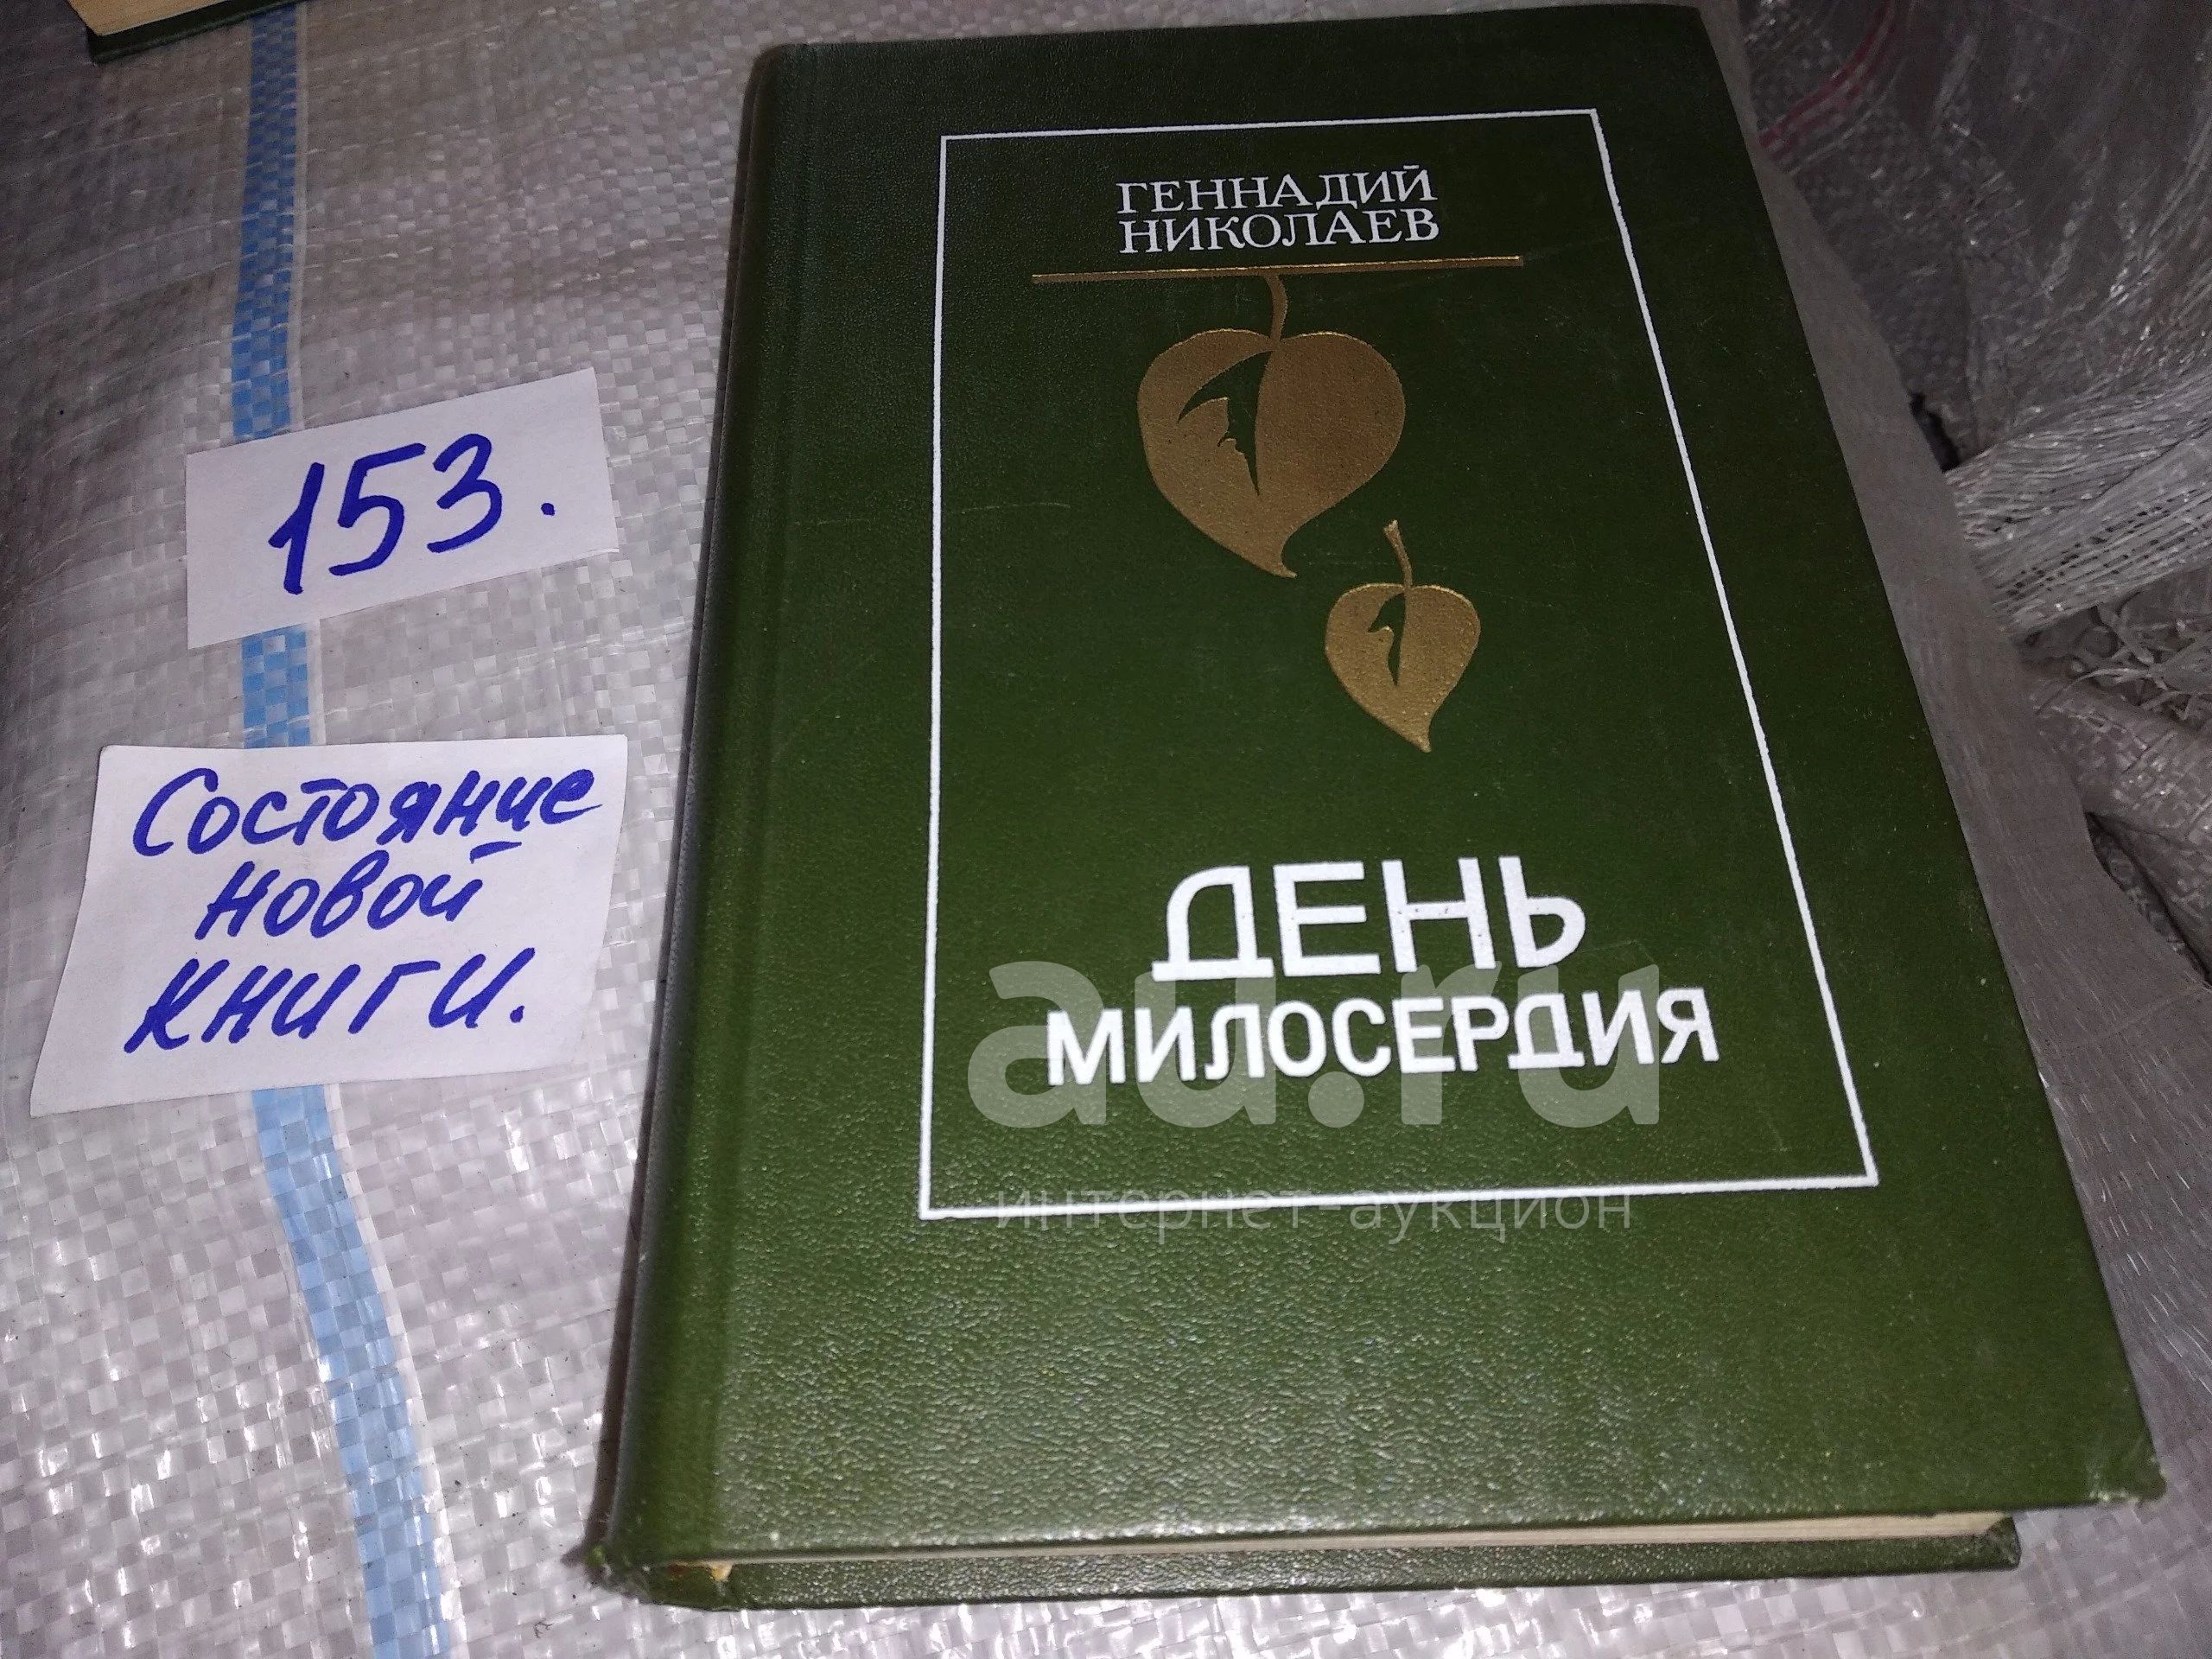 153.
Состояние
новой
книги.
ГЕННАДИЙ
НИКОЛАЕВ
ДЕНЬ
МИЛОСЕРДИЯ
au.ru
интернет-аукцион